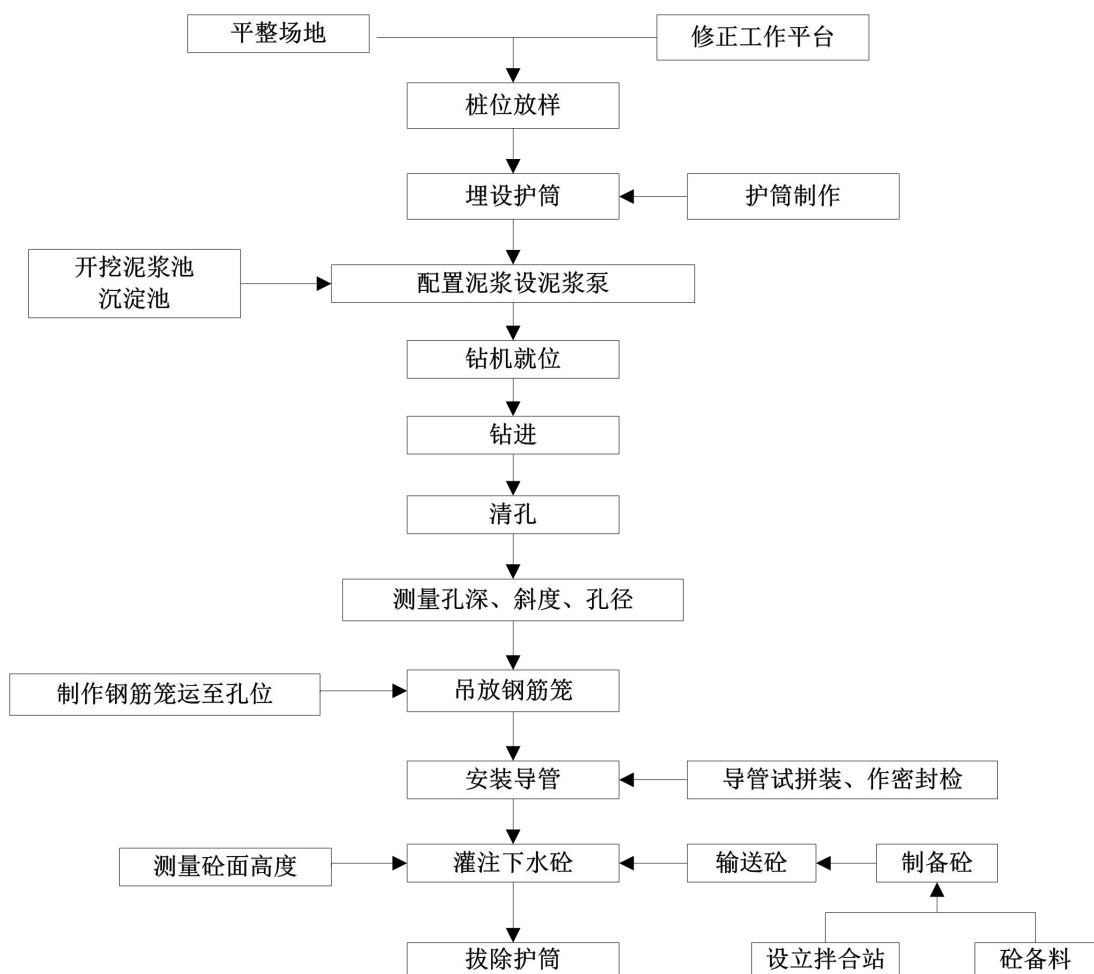 平整场地
修正工作平台
桩位放样
埋设护筒
护筒制作
开挖泥浆池
沉淀池
配置泥浆设泥浆泵
钻机就位
钻进
清孔
测量孔深、斜度、孔径
制作钢筋笼运至孔位
吊放钢筋笼
安装导管
导管试拼装、作密封检
测量砼面高度
灌注下水砼
输送砼
制备砼
拔除护筒
设立拌合站
砼备料